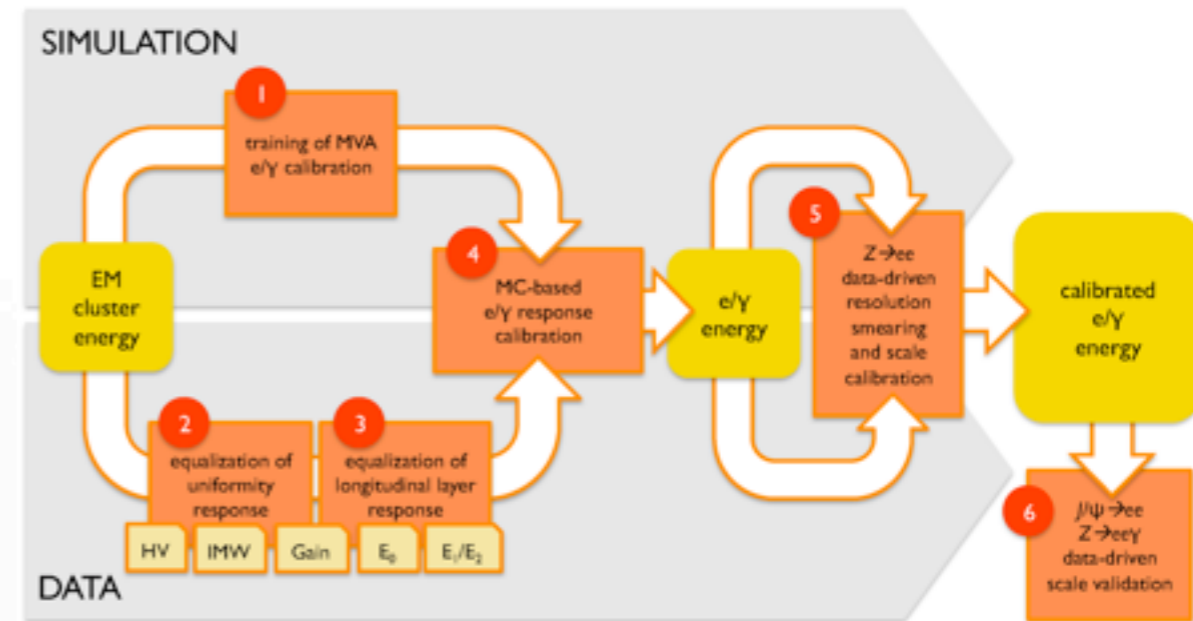 SIMULATION
1
training of MVA
e/γ calibration
EM
cluster
energy
4
MC-based
e/γ response
calibration
2
equalization of
uniformity
response
3
equalization of
longitudinal layer
response
HV
IMW
Gain
E₀
E₁/E₂
DATA
e/γ
energy
5
Z→ee
data-driven
resolution
smearing
and scale
calibration
calibrated
e/γ
energy
6
J/ψ→ee
Z→eeγ
data-driven
scale validation